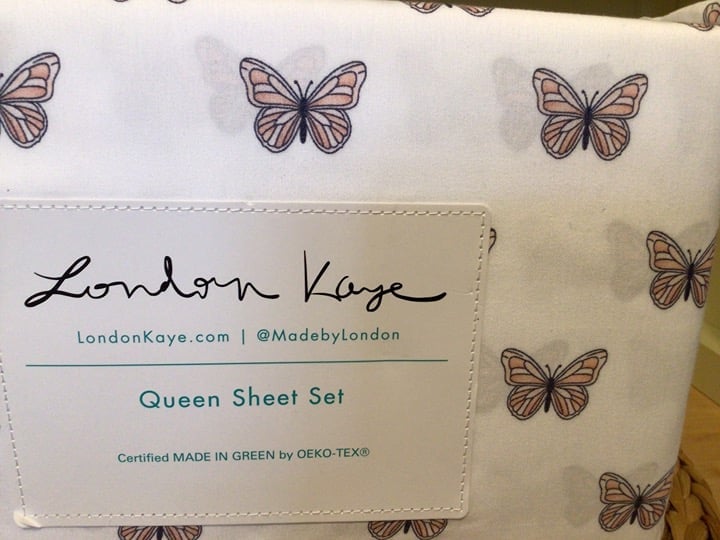 London Kaye
LondonKaye.com | @MadebyLondon
Queen Sheet Set
Certified MADE IN GREEN by OEKO-TEX®